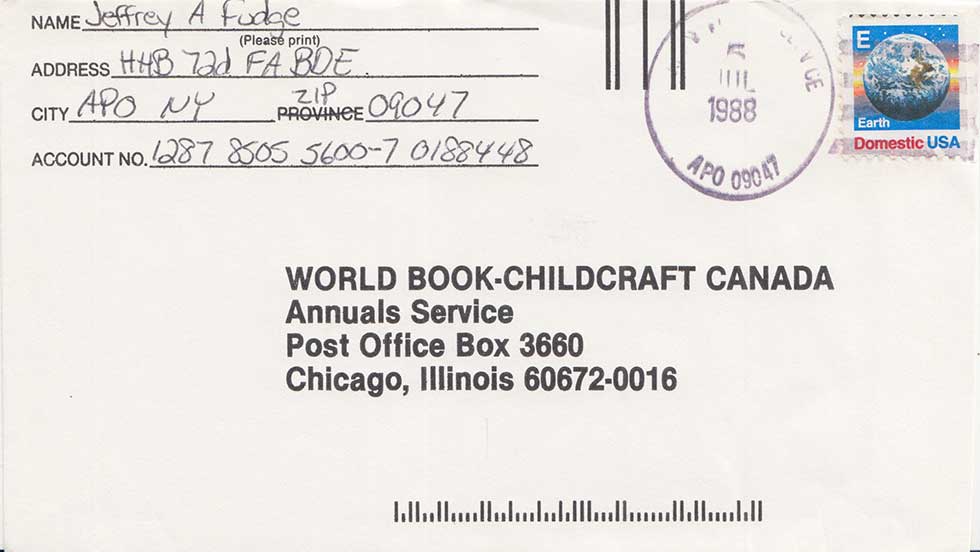 NAME Jeffrey A Fudge
(Please print)
ADDRESS HHB 72d FA BDE
CITY APO NY ZIP PROVINCE 09047
ACCOUNT NO. 1287 8505 5600-7 0188448
5
JUL
1988
APO 09047
E
Earth
Domestic USA
WORLD BOOK-CHILDCRAFT CANADA
Annuals Service
Post Office Box 3660
Chicago, Illinois 60672-0016